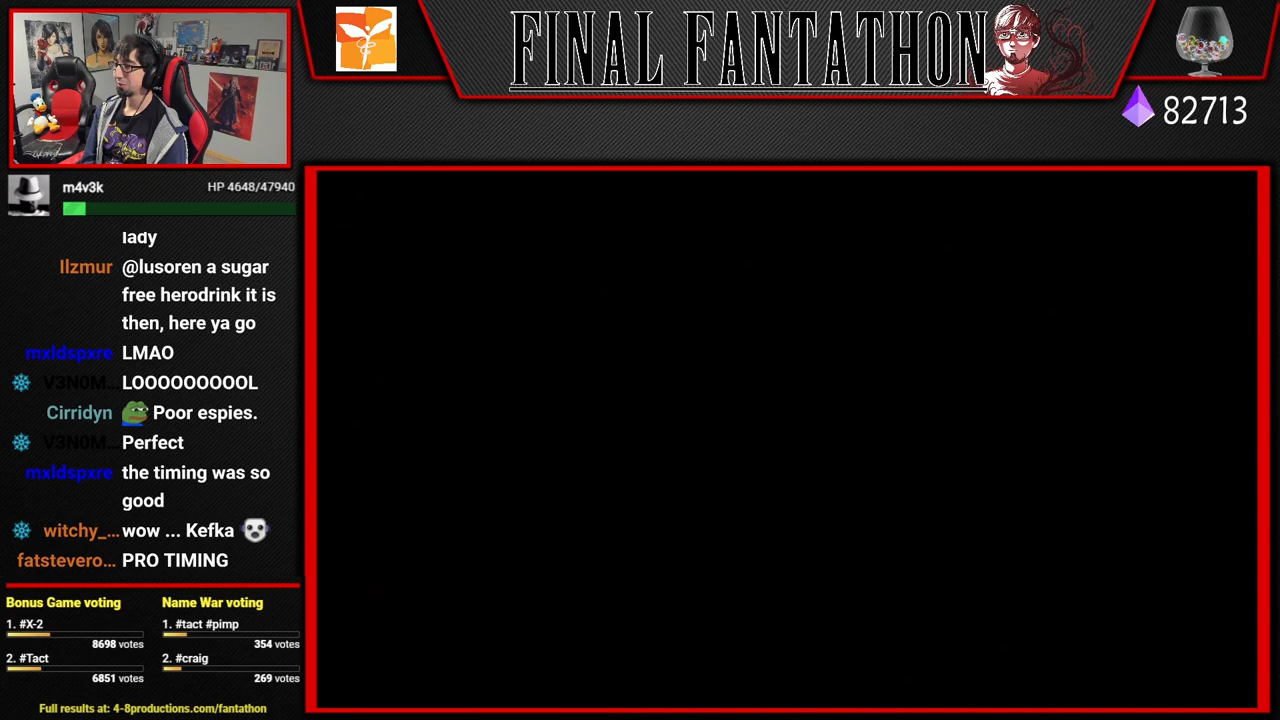 FINAL FANTATHON
82713
m4v3k HP 4648/47940
lady
Ilzmur @lusoren a sugar
free herodrink it is
then, here ya go
mxldspxre LMAO
V3N0M... LOOOOOOOOOL
Cirridyn Poor espies.
V3N0M... Perfect
mxldspxre the timing was so
good
witchy_... wow ... Kefka
fatstevero... PRO TIMING
Bonus Game voting
1. #X-2
8698 votes
2. #Tact
6851 votes
Name War voting
1. #tact #pimp
354 votes
2. #craig
269 votes
Full results at: 4-8productions.com/fantathon